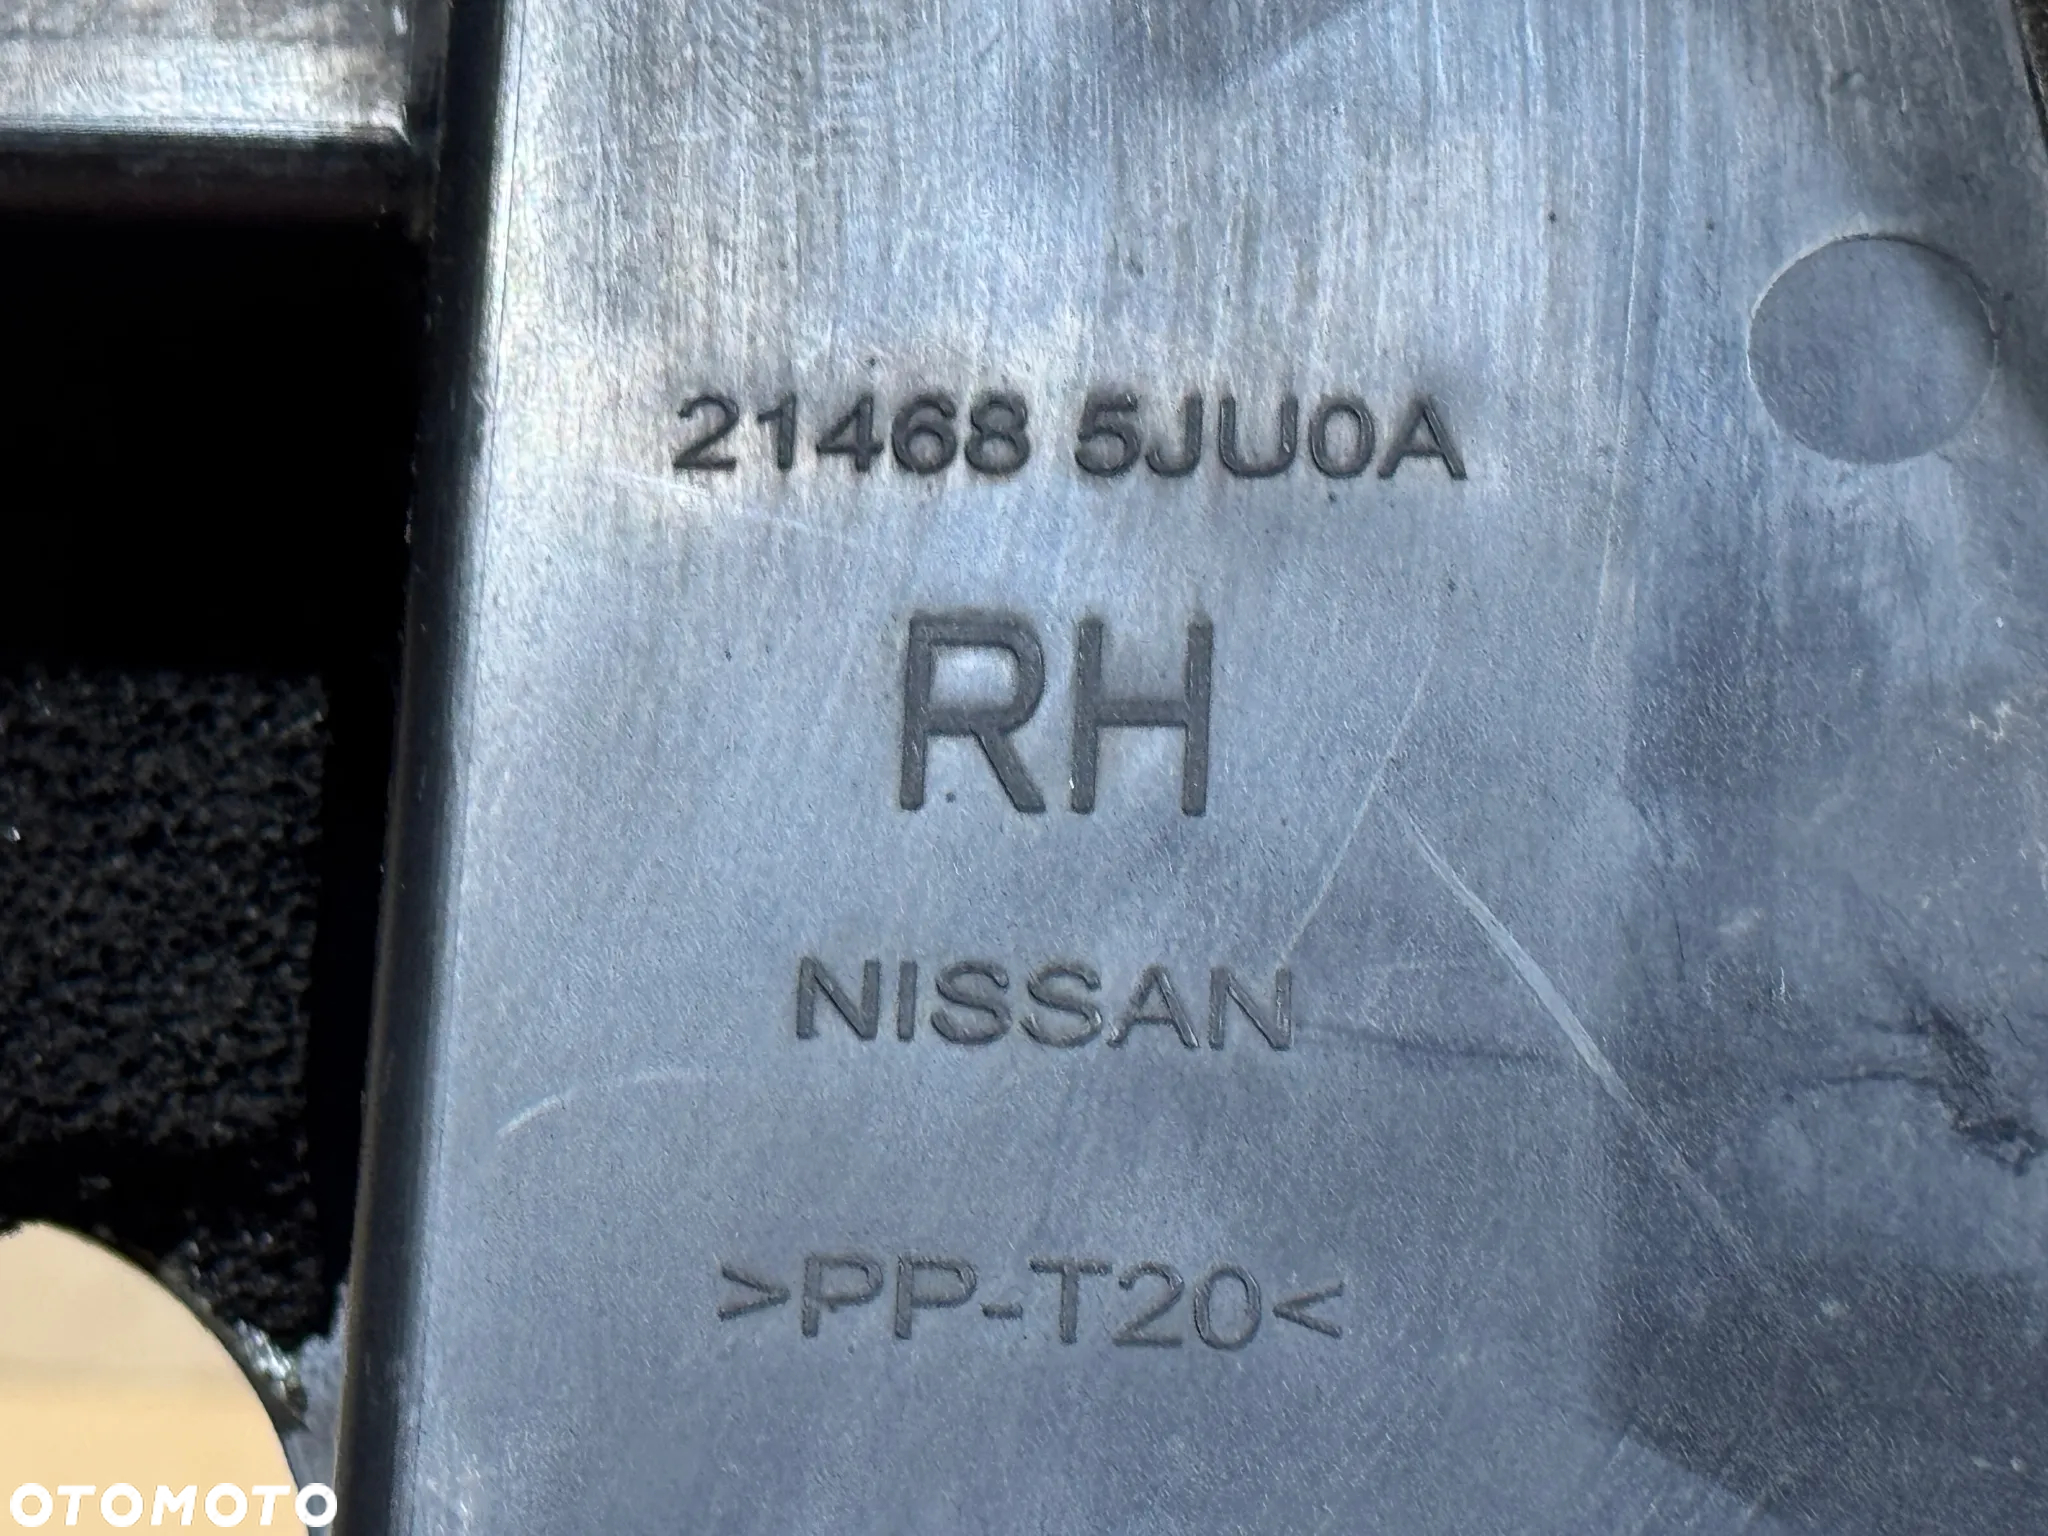 21468 5JU0A
RH
NISSAN
>PP-T20<
OTOMOTO